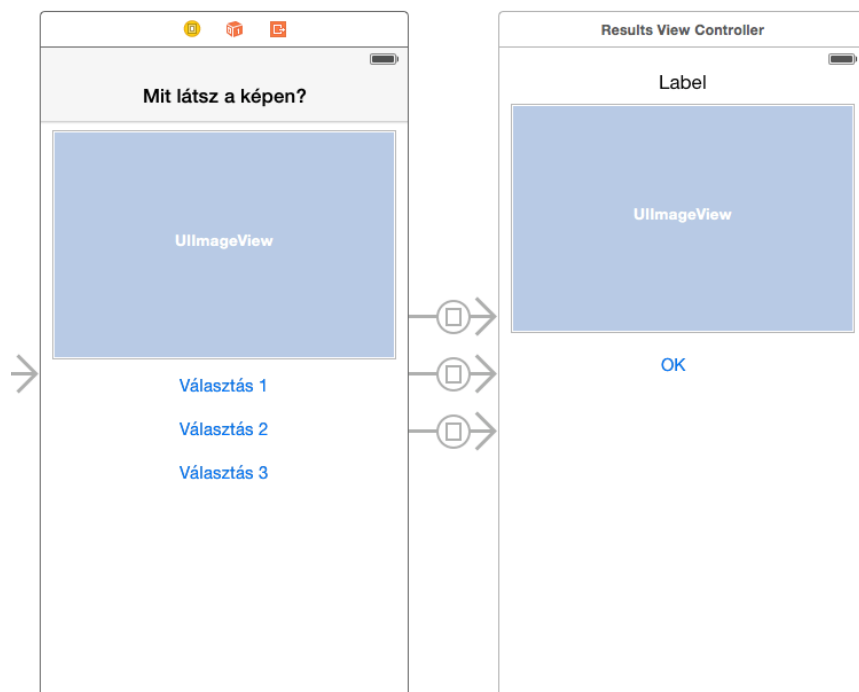 Mit látsz a képen?
UIImageView
Választás 1
Választás 2
Választás 3
Results View Controller
Label
UIImageView
OK